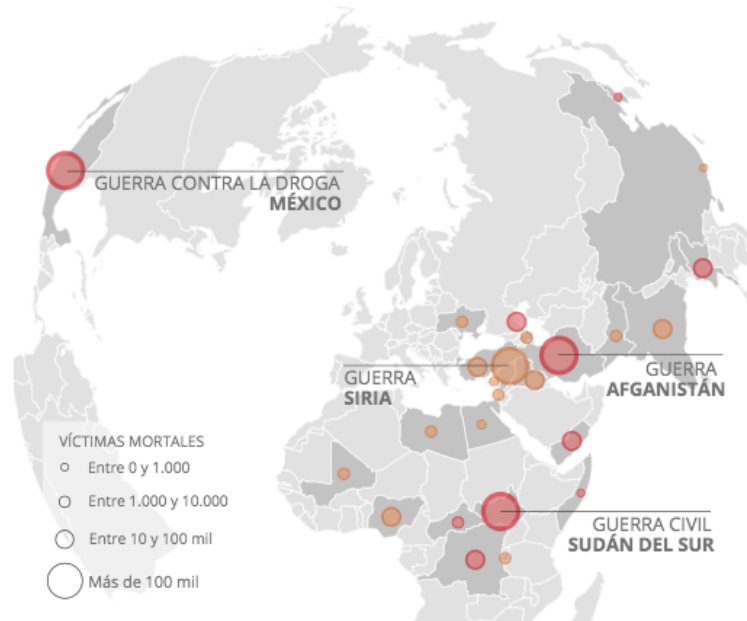 GUERRA CONTRA LA DROGA
MÉXICO
GUERRA
SIRIA
GUERRA
AFGANISTÁN
VÍCTIMAS MORTALES
Entre 0 y 1.000
Entre 1.000 y 10.000
Entre 10 y 100 mil
Más de 100 mil
GUERRA CIVIL
SUDÁN DEL SUR